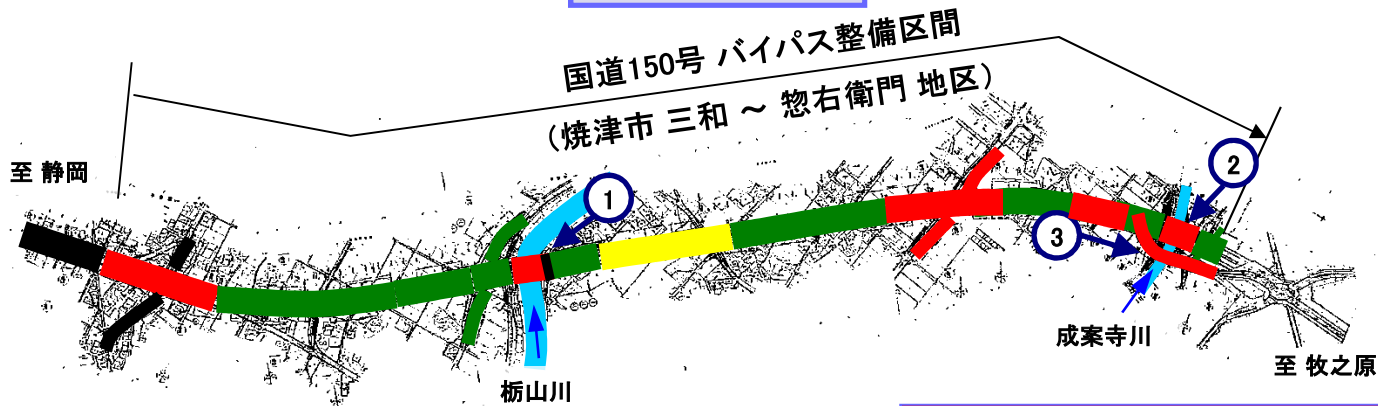 国道150号 バイパス整備区間
（焼津市 三和 ～ 惣右衛門 地区）
至 静岡
①
②
③
栃山川
成案寺川
至 牧之原